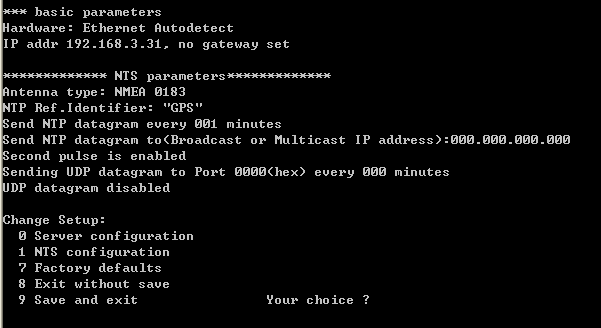 *** basic parameters
Hardware: Ethernet Autodetect
IP addr 192.168.3.31, no gateway set
************* NTS parameters*************
Antenna type: NMEA 0183
NTP Ref.Identifier: "GPS"
Send NTP datagram every 001 minutes
Send NTP datagram to(Broadcast or Multicast IP address):000.000.000.000
Second pulse is enabled
Sending UDP datagram to Port 0000(hex) every 000 minutes
UDP datagram disabled
Change Setup:
0 Server configuration
1 NTS configuration
7 Factory defaults
8 Exit without save
9 Save and exit Your choice ?